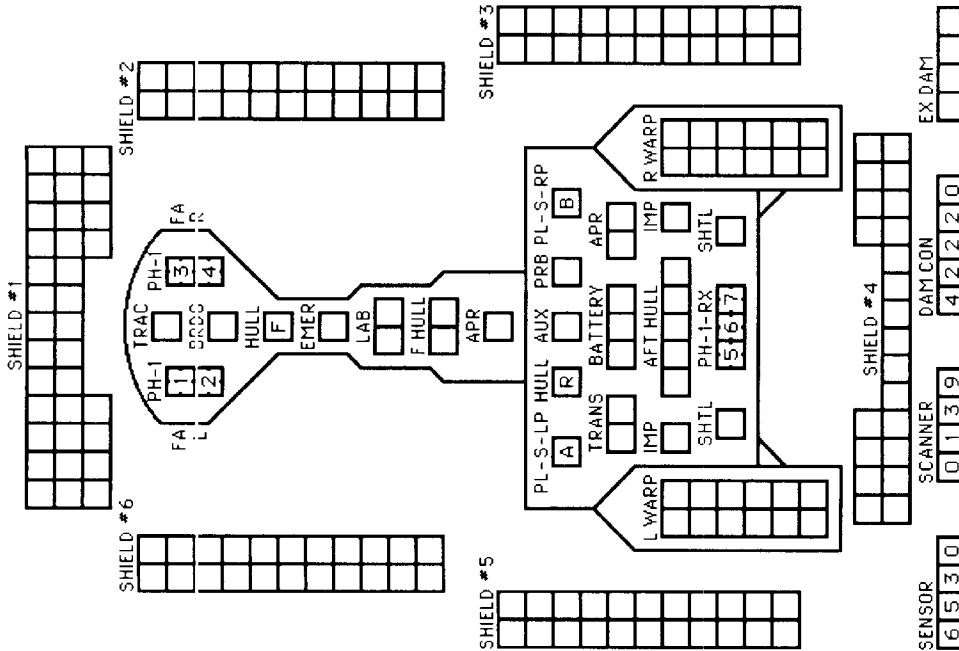 SHIELD #1
SHIELD #2
SHIELD #3
SHIELD #6
SHIELD #5
SHIELD #4
TRAC
PH-1
1
2
PH-1
3
4
FA
L
FA
R
HULL
F
EMER
LAB
F HULL
APR
PL-S-LP
A
HULL
R
AUX
PRB
PL-S-RP
B
TRANS
BATTERY
APR
IMP
AFT HULL
IMP
SHTL
PH-1-RX
5 6 7
SHTL
L WARP
R WARP
SENSOR
6 5 3 0
SCANNER
0 1 3 9
DAM CON
4 2 2 2 0
EX DAM